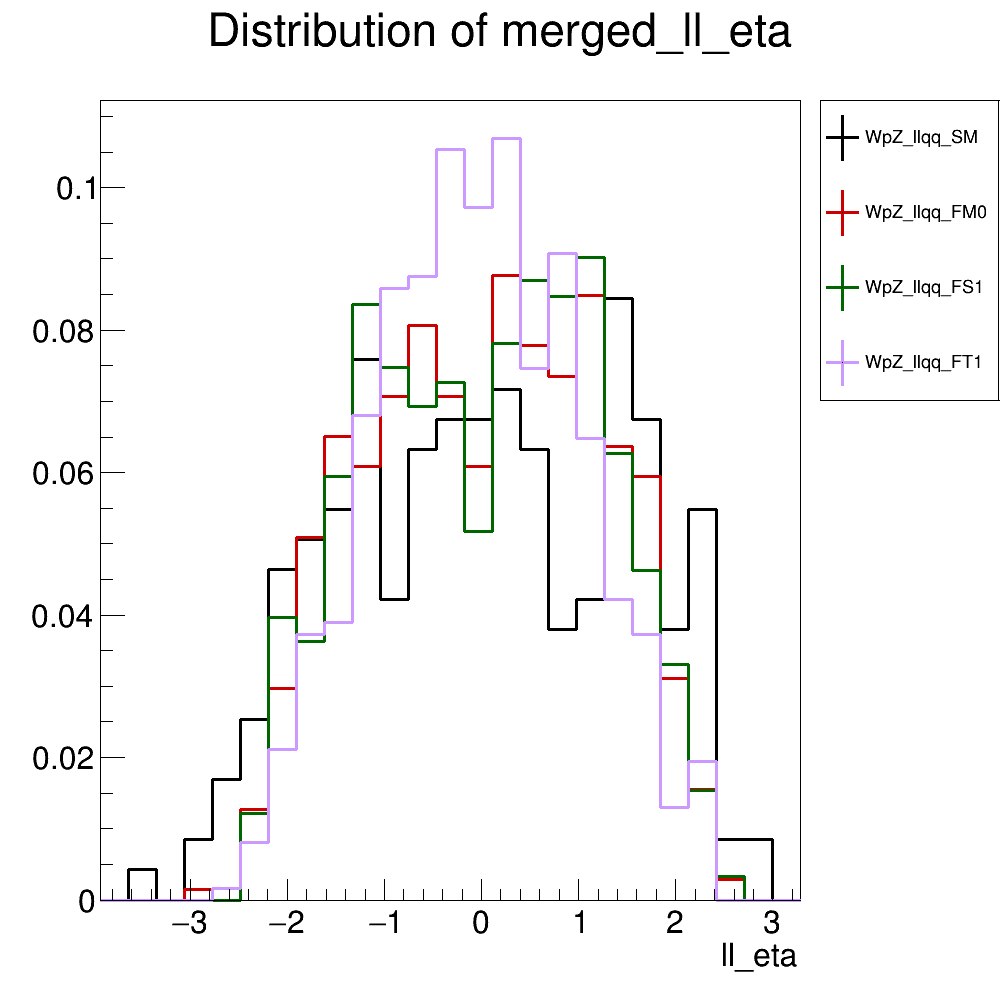 Distribution of merged_ll_eta
0.1
0.08
0.06
0.04
0.02
0
−3 −2 −1 0 1 2 3
ll_eta
WpZ_llqq_SM
WpZ_llqq_FM0
WpZ_llqq_FS1
WpZ_llqq_FT1